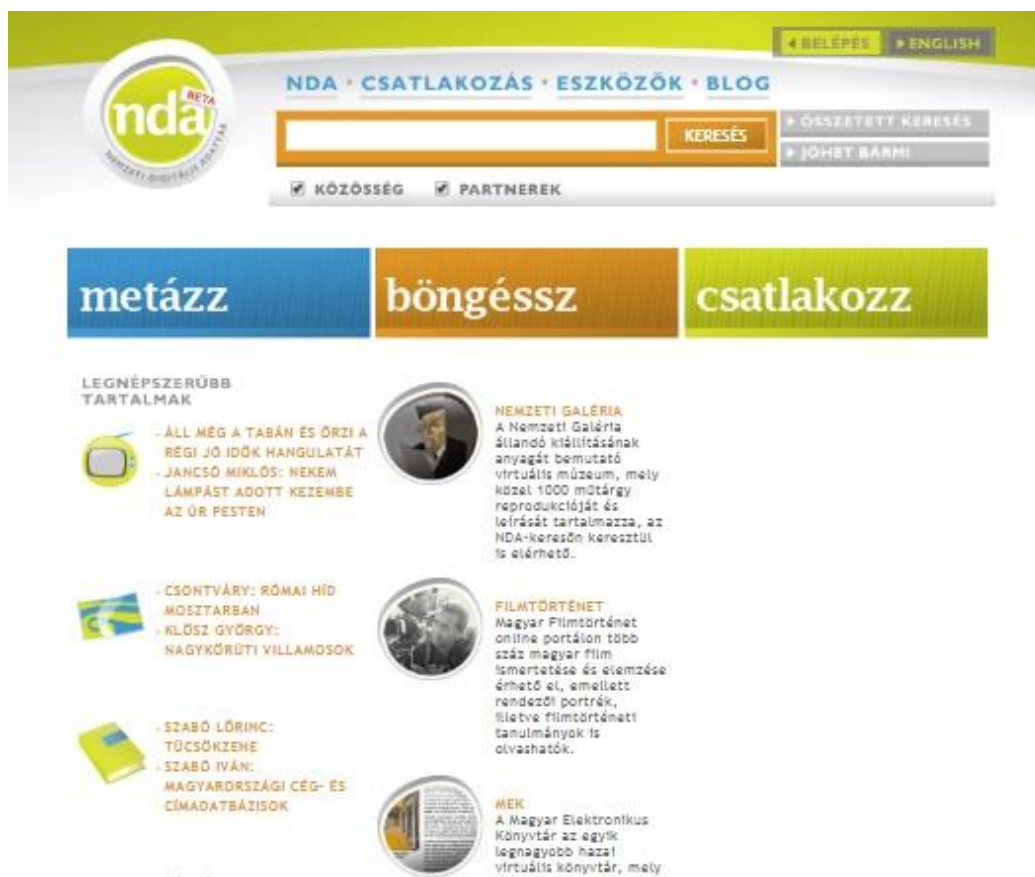 BELÉPÉS
ENGLISH
NDA · CSATLAKOZÁS · ESZKÖZÖK · BLOG
nda
BETA
NEMZETI DIGITÁLIS ADATTÁR
KERESÉS
ÖSSZETETT KERESÉS
JÖHET BÁRMI
KÖZÖSSÉG
PARTNEREK
metázz
böngéssz
csatlakozz
LEGNÉPSZERŰBB
TARTALMAK
- ÁLL MÉG A TABÁN ÉS ŐRZI A
RÉGI JÓ IDŐK HANGULATÁT
- JANCSÓ MIKLÓS: NEKEM
LÁMPÁST ADOTT KEZEMBE
AZ ÚR PESTEN
- CSONTVÁRY: RÓMAI HÍD
MOSZTARBAN
- KLÖSZ GYÖRGY:
NAGYKÖRÚTI VILLAMOSOK
- SZABÓ LŐRINC:
TÜCSÖKZENE
- SZABÓ IVÁN:
MAGYARORSZÁGI CÉG- ÉS
CÍMADATBÁZISOK
NEMZETI GALÉRIA
A Nemzeti Galéria
állandó kiállításának
anyagát bemutató
virtuális múzeum, mely
közel 1000 műtárgy
reprodukcióját és
leírását tartalmazza, az
NDA-keresőn keresztül
is elérhető.
FILMTÖRTÉNET
Magyar Filmtörténet
online portálon több
száz magyar film
ismertetése és elemzése
érhető el, emellett
rendezői portrék,
illetve filmtörténeti
tanulmányok is
olvashatók.
MEK
A Magyar Elektronikus
Könyvtár az egyik
legnagyobb hazai
virtuális könyvtár, mely